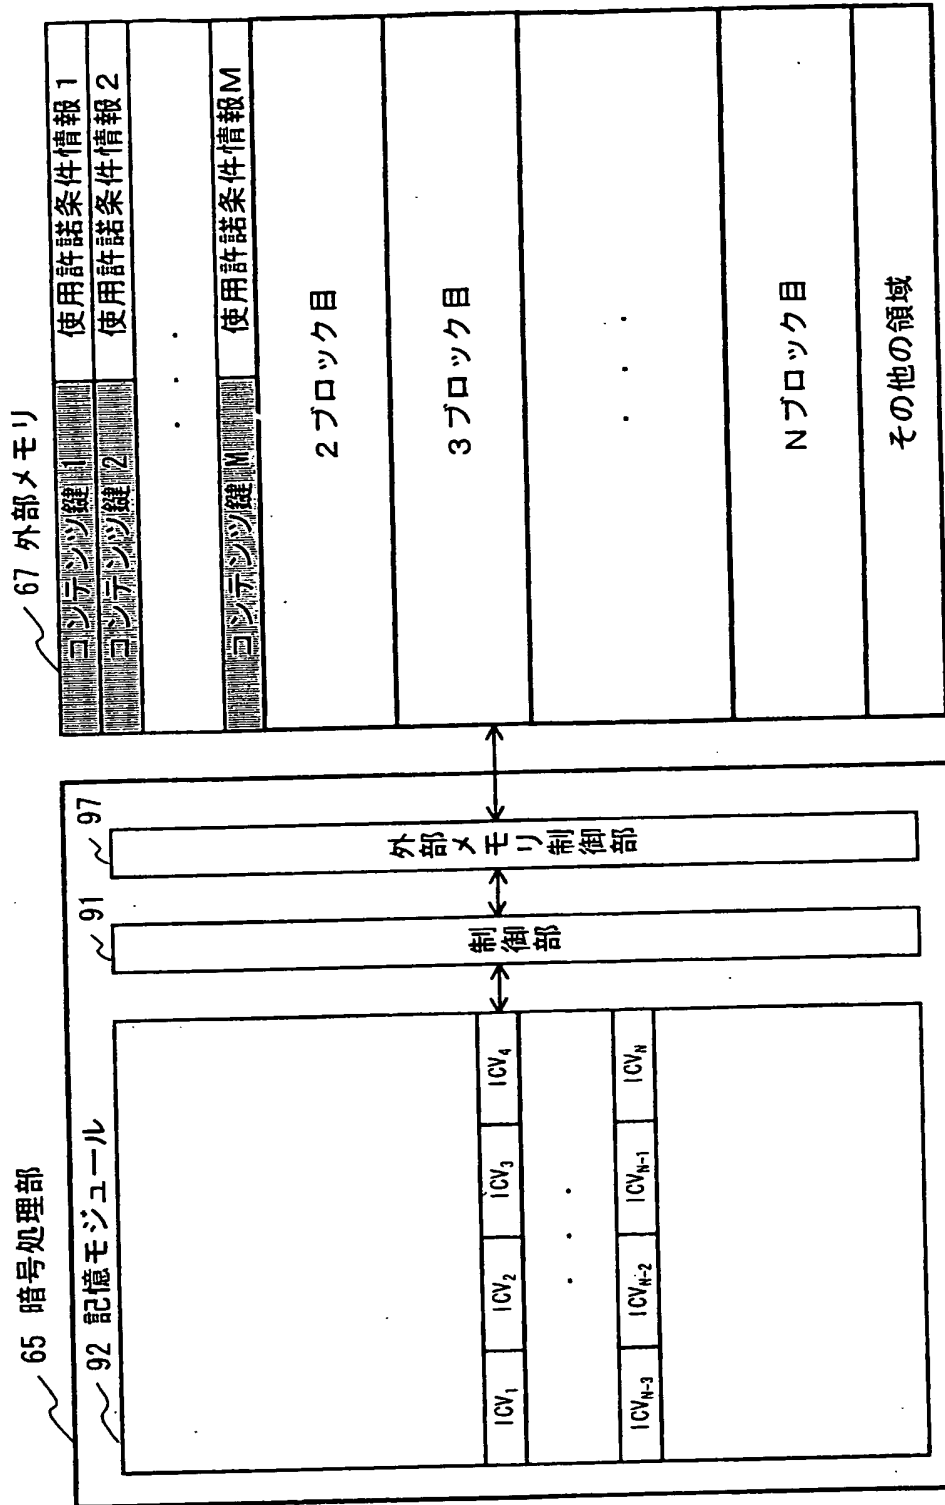 65 暗号処理部
92 記憶モジュール
ICV1 ICV2 ICV3 ICV4
・・・
ICVN-3 ICVN-2 ICVN-1 ICVN
91
制御部
97
外部メモリ制御部
67 外部メモリ
コンテンツ鍵 1 使用許諾条件情報 1
コンテンツ鍵 2 使用許諾条件情報 2
・・・
コンテンツ鍵 M 使用許諾条件情報 M
2ブロック目
3ブロック目
・・・
Nブロック目
その他の領域